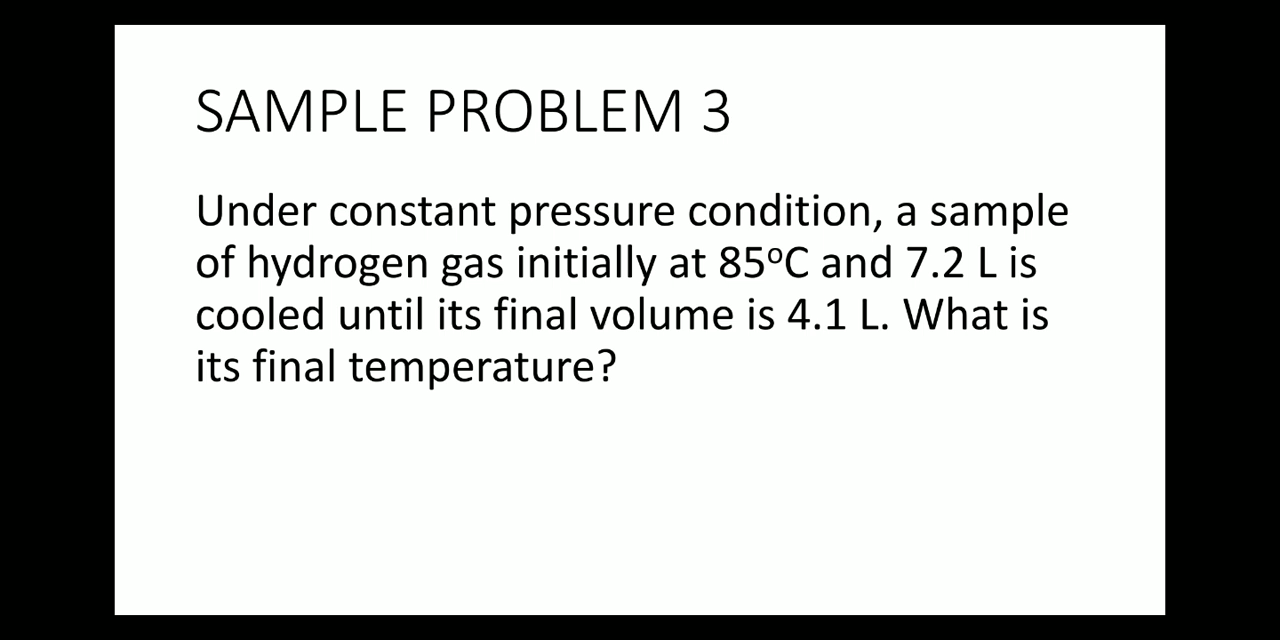 SAMPLE PROBLEM 3
Under constant pressure condition, a sample
of hydrogen gas initially at 85ºC and 7.2 L is
cooled until its final volume is 4.1 L. What is
its final temperature?